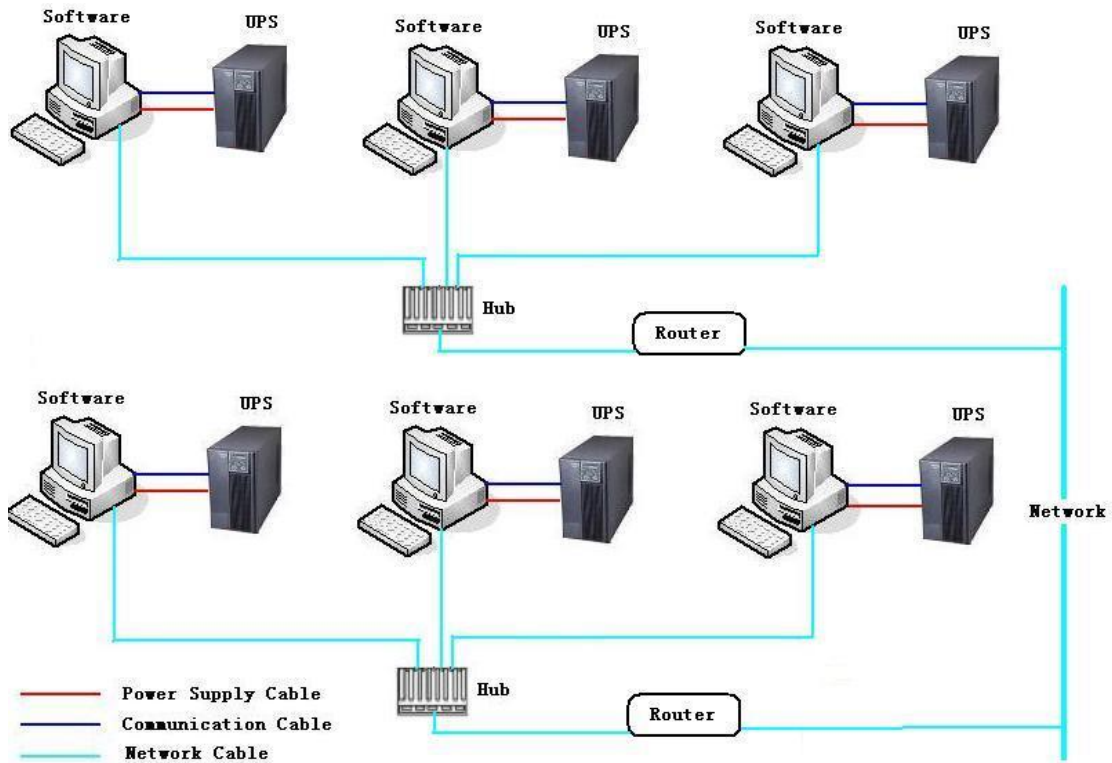 Software
UPS
Software
UPS
Software
UPS
Hub
Router
Software
UPS
Software
UPS
Software
UPS
Network
Hub
Router
Power Supply Cable
Communication Cable
Network Cable